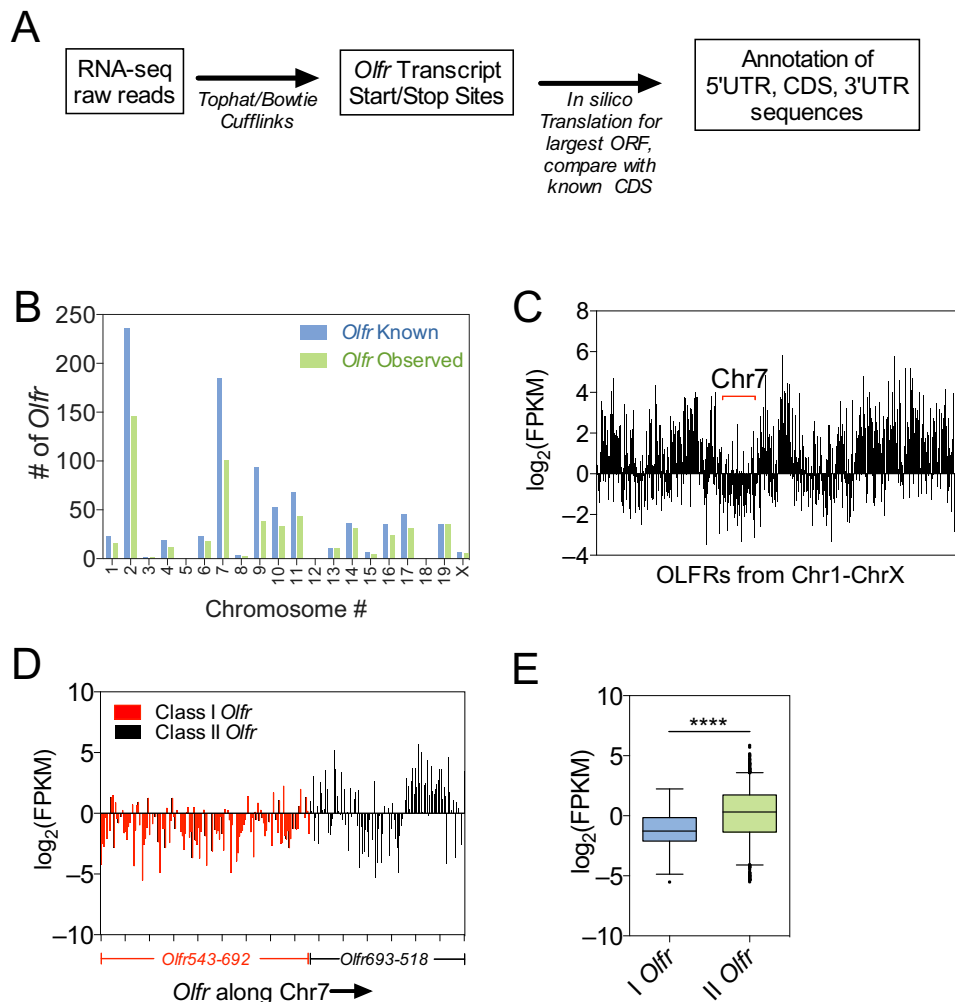 A
RNA-seq
raw reads
Tophat/Bowtie
Cufflinks
Olfr Transcript
Start/Stop Sites
In silico
Translation for
largest ORF,
compare with
known CDS
Annotation of
5'UTR, CDS, 3'UTR
sequences
B
# of Olfr
250
200
150
100
50
0
Olfr Known
Olfr Observed
1
2
3
4
5
6
7
8
9
10
11
12
13
14
15
16
17
18
19
X
Chromosome #
C
log2(FPKM)
8
6
4
2
0
−2
−4
Chr7
OLFRs from Chr1-ChrX
D
log2(FPKM)
10
5
0
−5
−10
Class I Olfr
Class II Olfr
Olfr543-692
Olfr693-518
Olfr along Chr7
E
log2(FPKM)
10
5
0
−5
−10
****
I Olfr
II Olfr